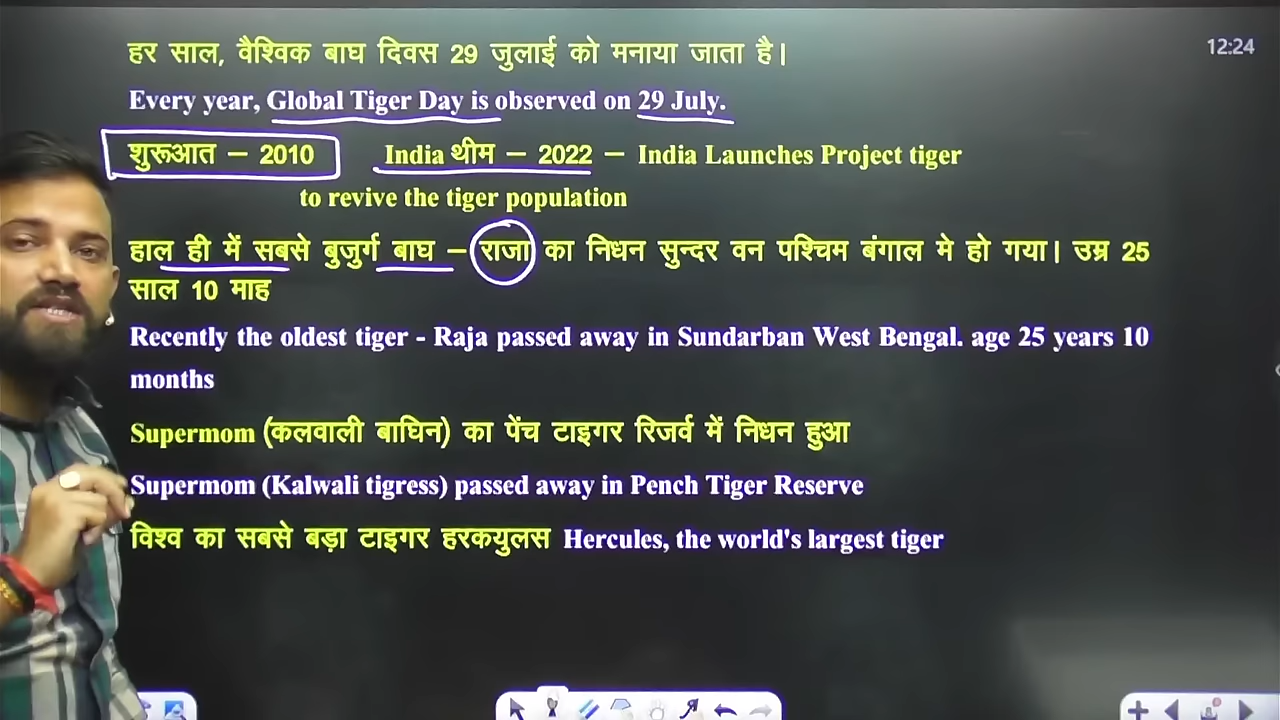 हर साल, वैश्विक बाघ दिवस 29 जुलाई को मनाया जाता है।
12:24
Every year, Global Tiger Day is observed on 29 July.
शुरूआत – 2010 India थीम – 2022 – India Launches Project tiger
to revive the tiger population
हाल ही में सबसे बुजुर्ग बाघ – राजा का निधन सुन्दर वन पश्चिम बंगाल मे हो गया। उम्र 25
साल 10 माह
Recently the oldest tiger - Raja passed away in Sundarban West Bengal. age 25 years 10
months
Supermom (कलवाली बाघिन) का पेंच टाइगर रिजर्व में निधन हुआ
Supermom (Kalwali tigress) passed away in Pench Tiger Reserve
विश्व का सबसे बड़ा टाइगर हरकयुलस Hercules, the world's largest tiger